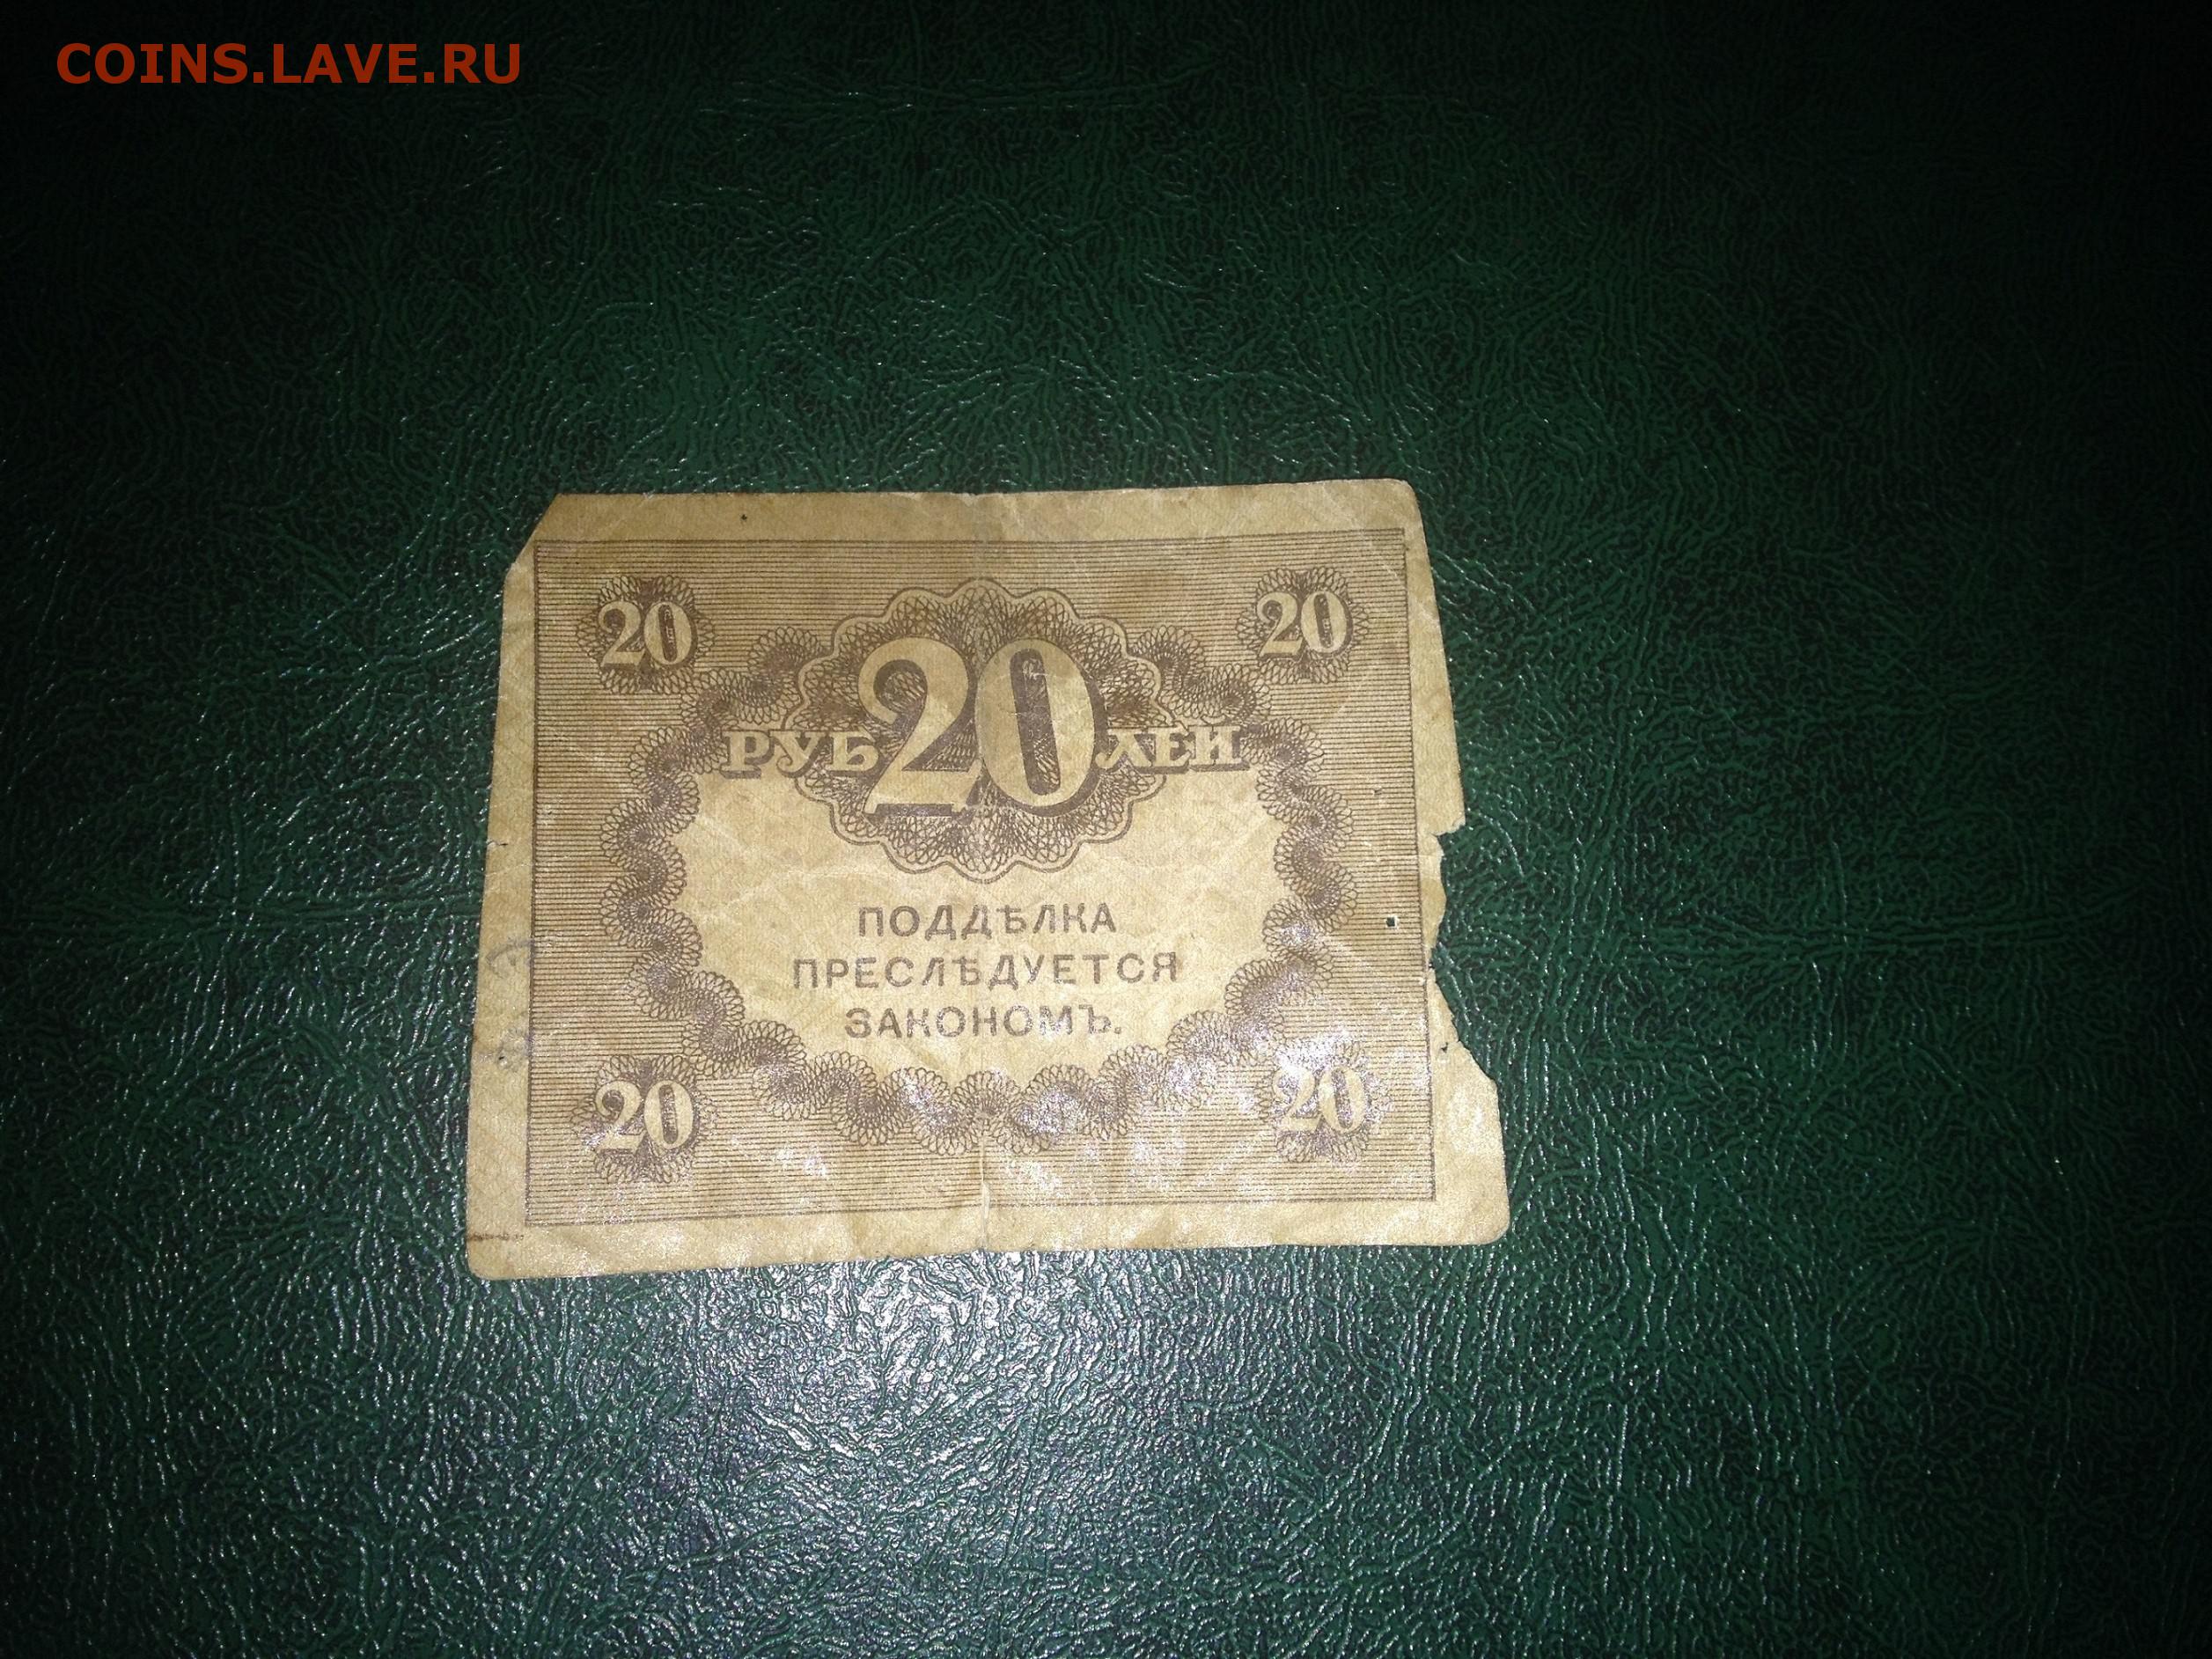 COINS.LAVE.RU
20 20
РУБ 20 ЛЕЙ
ПОДДѢЛКА
ПРЕСЛѢДУЕТСЯ
ЗАКОНОМЪ.
20 20